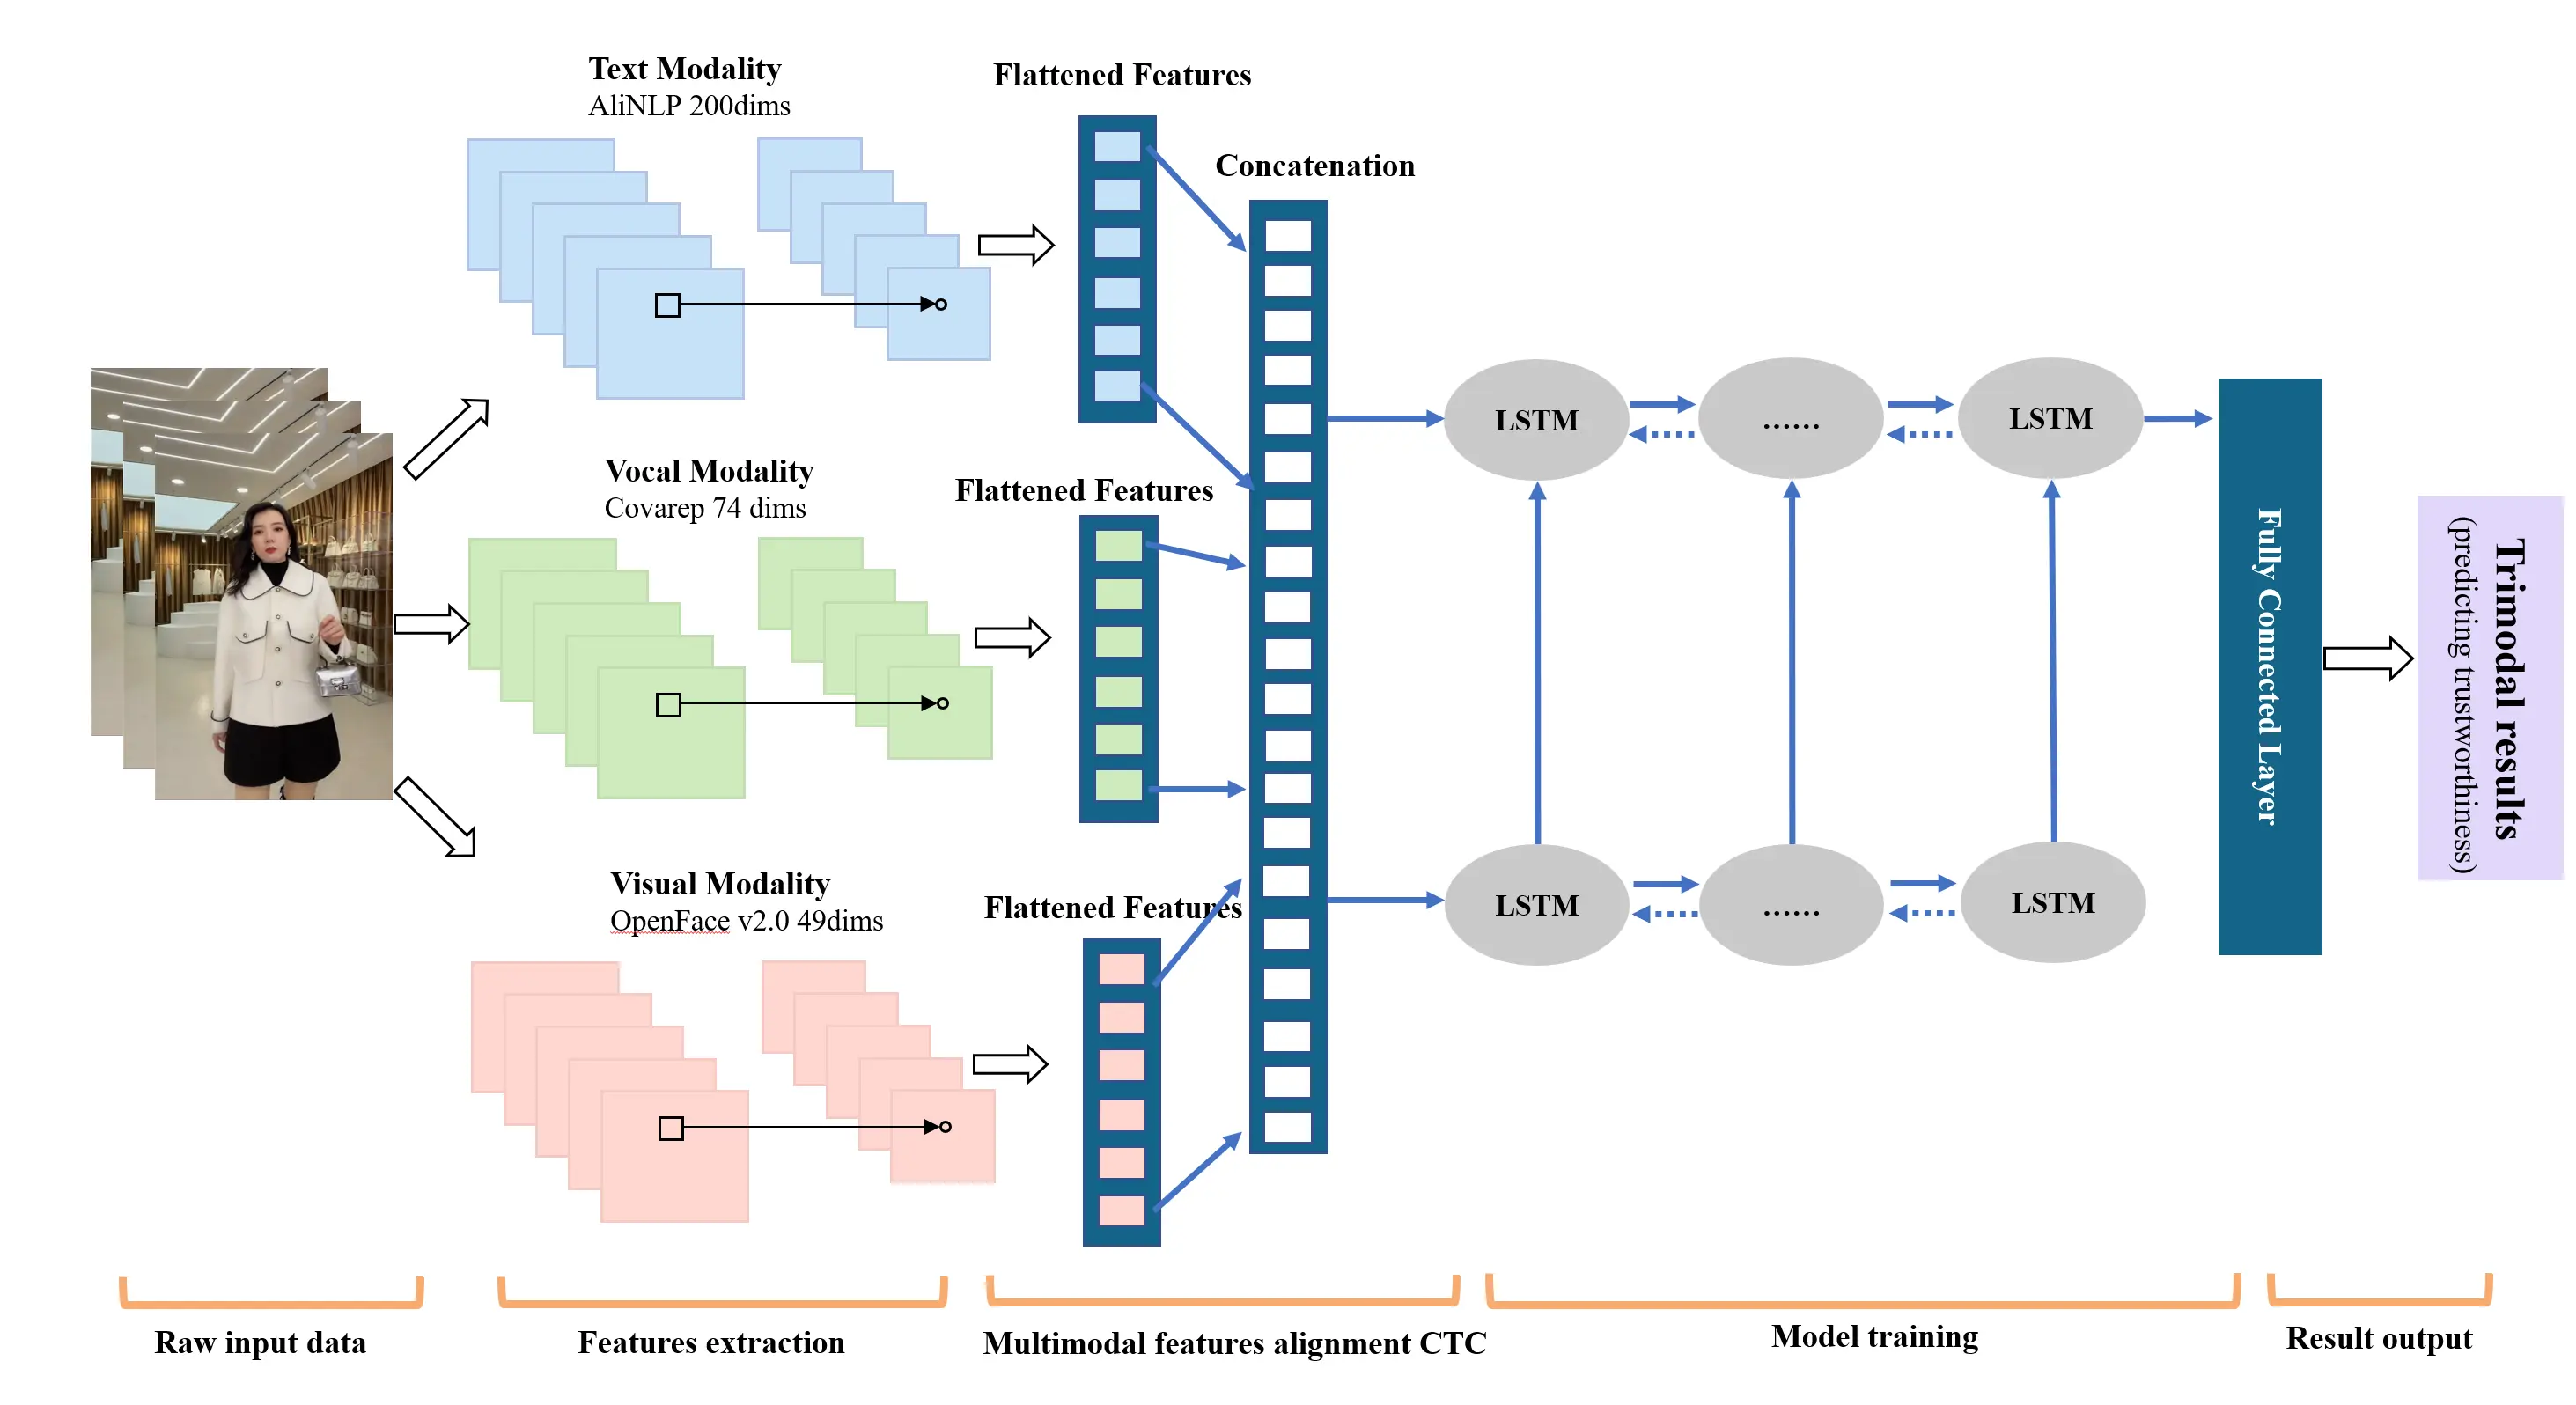 Text Modality
AliNLP 200dims
Flattened Features
Concatenation
Vocal Modality
Covarep 74 dims
Flattened Features
Visual Modality
OpenFace v2.0 49dims
Flattened Features
LSTM
......
LSTM
LSTM
......
LSTM
Fully Connected Layer
Trimodal results
(predicting trustworthiness)
Raw input data
Features extraction
Multimodal features alignment CTC
Model training
Result output